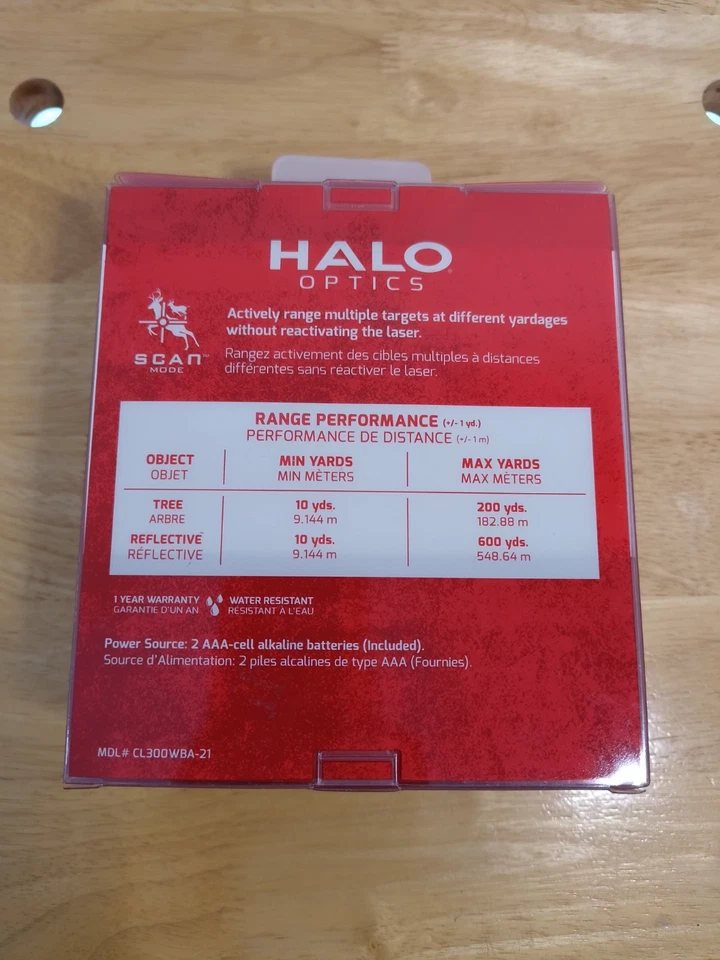 HALO
OPTICS
SCAN™
MODE
Actively range multiple targets at different yardages
without reactivating the laser.
Rangez activement des cibles multiples à distances
différentes sans réactiver le laser.
RANGE PERFORMANCE (+/- 1 yd.)
PERFORMANCE DE DISTANCE (+/- 1 m)
OBJECT MIN YARDS MAX YARDS
OBJET MIN MÈTERS MAX MÈTERS
TREE 10 yds. 200 yds.
ARBRE 9.144 m 182.88 m
REFLECTIVE 10 yds. 600 yds.
RÉFLECTIVE 9.144 m 548.64 m
1 YEAR WARRANTY WATER RESISTANT
GARANTIE D'UN AN RÉSISTANT À L'EAU
Power Source: 2 AAA-cell alkaline batteries (Included).
Source d'Alimentation: 2 piles alcalines de type AAA (Fournies).
MDL# CL300WBA-21